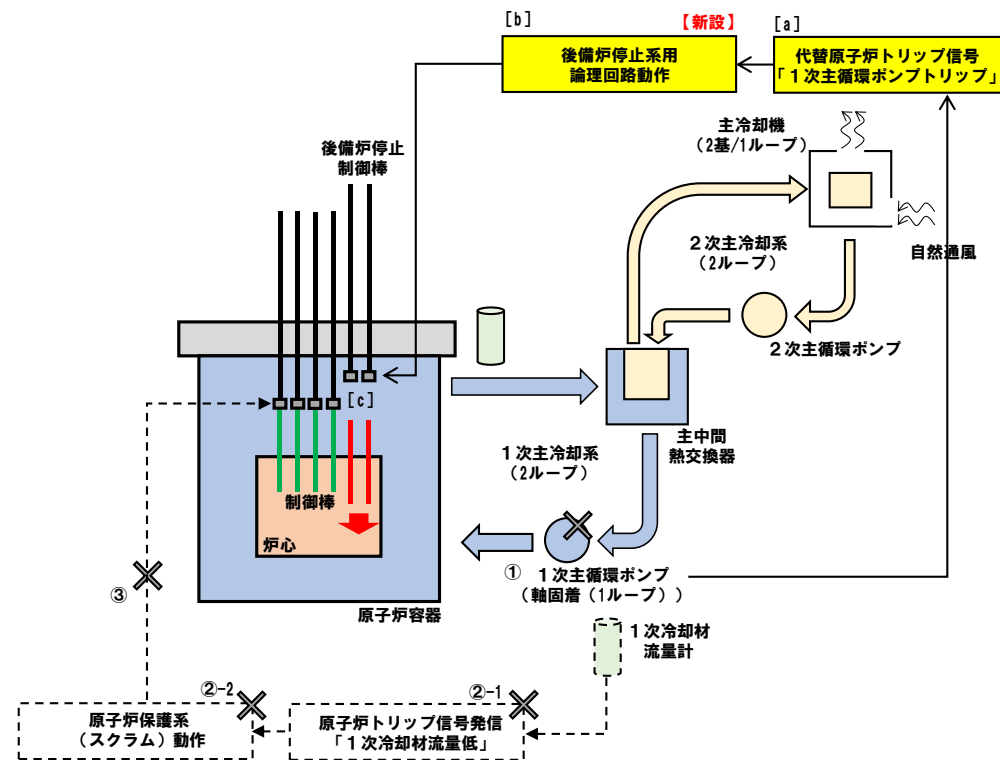 [b]
【新設】
[a]
後備炉停止系用
論理回路動作
代替原子炉トリップ信号
「１次主循環ポンプトリップ」
主冷却機
(2基/1ループ)
後備炉停止
制御棒
自然通風
２次主冷却系
(2ループ)
２次主循環ポンプ
[c]
主中間
熱交換器
１次主冷却系
(2ループ)
制御棒
炉心
① １次主循環ポンプ
(軸固着(1ループ))
③
原子炉容器
１次冷却材
流量計
②-2
②-1
原子炉保護系
(スクラム)動作
原子炉トリップ信号発信
「１次冷却材流量低」